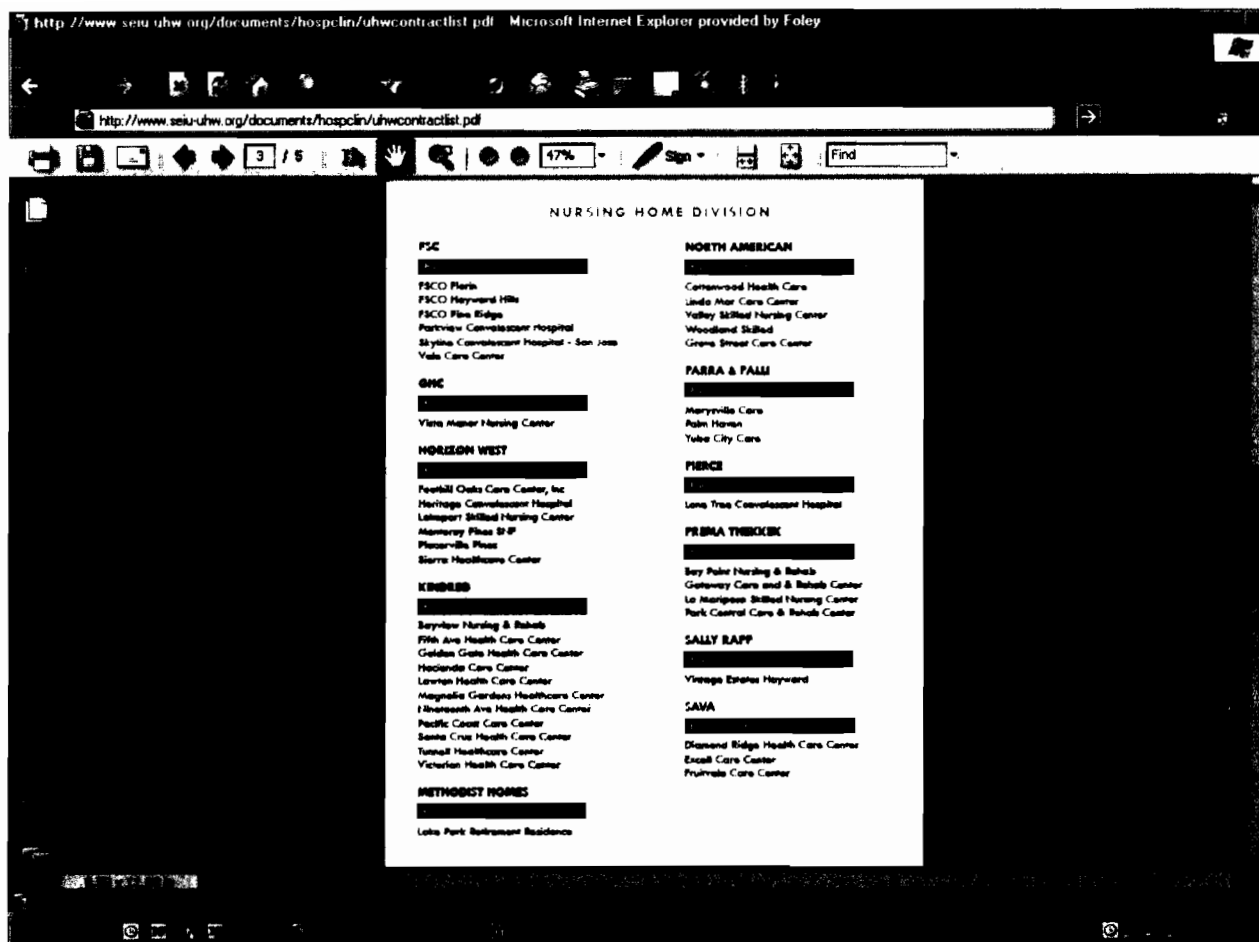 http //www seiu uhw org/documents/hospclin/uhwcontractlist pdf Microsoft Internet Explorer provided by Foley
http://www.seiu-uhw.org/documents/hospclin/uhwcontractlist.pdf
3 / 5 47% Sign Find
NURSING HOME DIVISION
FSC
FSCO Florin
FSCO Hayward Hills
FSCO Pine Ridge
Parkview Convalescent Hospital
Skyline Convalescent Hospital - San Jose
Vale Care Center
GHC
Vista Manor Nursing Center
HORIZON WEST
Foothill Oaks Care Center, Inc
Heritage Convalescent Hospital
Lakeport Skilled Nursing Center
Monterey Pines SNF
Placerville Pines
Sierra Healthcare Center
KINDRED
Bayview Nursing & Rehab
Fifth Ave Health Care Center
Golden Gate Health Care Center
Hacienda Care Center
Lawton Health Care Center
Magnolia Gardens Healthcare Center
Nineteenth Ave Health Care Center
Pacific Coast Care Center
Santa Cruz Health Care Center
Tunnell Healthcare Center
Victorian Health Care Center
METHODIST HOMES
Lake Park Retirement Residence
NORTH AMERICAN
Cottonwood Health Care
Linda Mar Care Center
Valley Skilled Nursing Center
Woodland Skilled
Grove Street Care Center
PARRA & PALLI
Marysville Care
Palm Haven
Yuba City Care
PIERCE
Lone Tree Convalescent Hospital
PREMA THEKKEK
Bay Point Nursing & Rehab
Gateway Care and & Rehab Center
La Mariposa Skilled Nursing Center
Park Central Care & Rehab Center
SALLY RAPP
Vintage Estates Hayward
SAVA
Diamond Ridge Health Care Center
Excell Care Center
Fruitvale Care Center